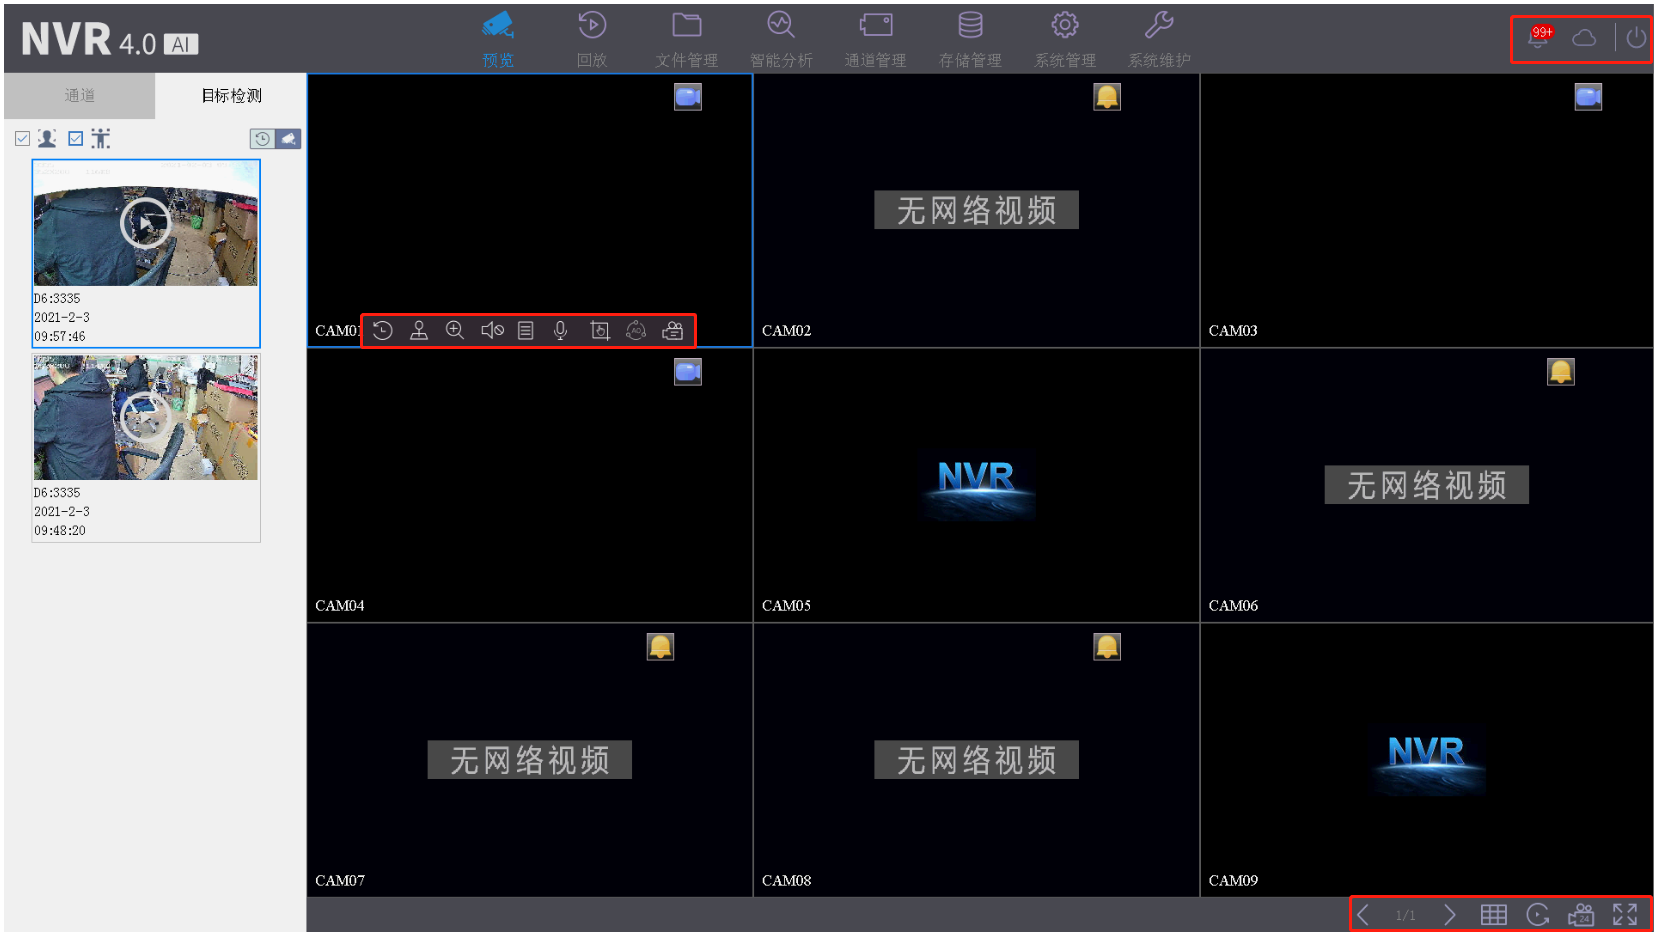 NVR 4.0 AI
预览
回放
文件管理
智能分析
通道管理
存储管理
系统管理
系统维护
99+
通道
目标检测
D6:3335
2021-2-3
09:57:46
D6:3335
2021-2-3
09:48:20
CAM01
无网络视频
CAM02
CAM03
CAM04
NVR
CAM05
无网络视频
CAM06
无网络视频
CAM07
无网络视频
CAM08
NVR
CAM09
1/1
24